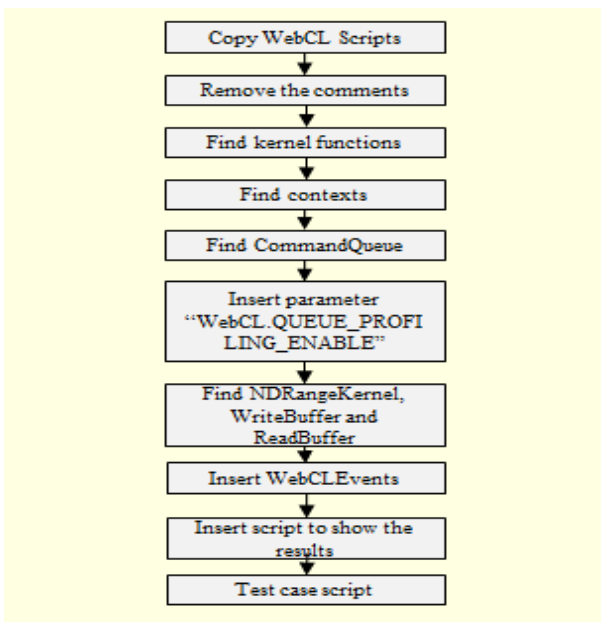 Copy WebCL Scripts
Remove the comments
Find kernel functions
Find contexts
Find CommandQueue
Insert parameter
“WebCL.QUEUE_PROFI
LING_ENABLE”
Find NDRangeKernel,
WriteBuffer and
ReadBuffer
Insert WebCLEvents
Insert script to show the
results
Test case script